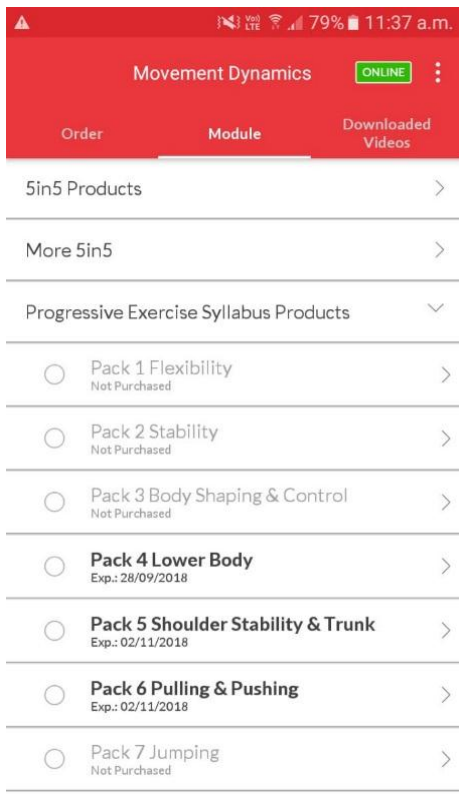 Vo)) LTE 79% 11:37 a.m.
Movement Dynamics ONLINE
Order Module Downloaded Videos
5in5 Products
More 5in5
Progressive Exercise Syllabus Products
Pack 1 Flexibility
Not Purchased
Pack 2 Stability
Not Purchased
Pack 3 Body Shaping & Control
Not Purchased
Pack 4 Lower Body
Exp.: 28/09/2018
Pack 5 Shoulder Stability & Trunk
Exp.: 02/11/2018
Pack 6 Pulling & Pushing
Exp.: 02/11/2018
Pack 7 Jumping
Not Purchased